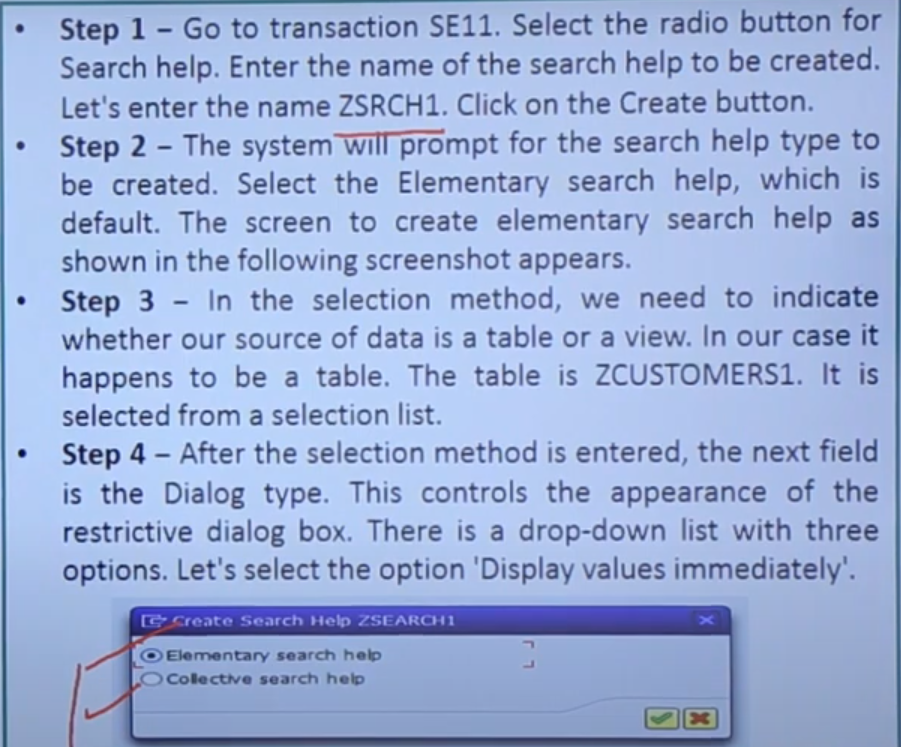 • Step 1 – Go to transaction SE11. Select the radio button for
Search help. Enter the name of the search help to be created.
Let's enter the name ZSRCH1. Click on the Create button.
• Step 2 – The system will prompt for the search help type to
be created. Select the Elementary search help, which is
default. The screen to create elementary search help as
shown in the following screenshot appears.
• Step 3 – In the selection method, we need to indicate
whether our source of data is a table or a view. In our case it
happens to be a table. The table is ZCUSTOMERS1. It is
selected from a selection list.
• Step 4 – After the selection method is entered, the next field
is the Dialog type. This controls the appearance of the
restrictive dialog box. There is a drop-down list with three
options. Let's select the option 'Display values immediately'.
Create Search Help ZSEARCH1
Elementary search help
Collective search help